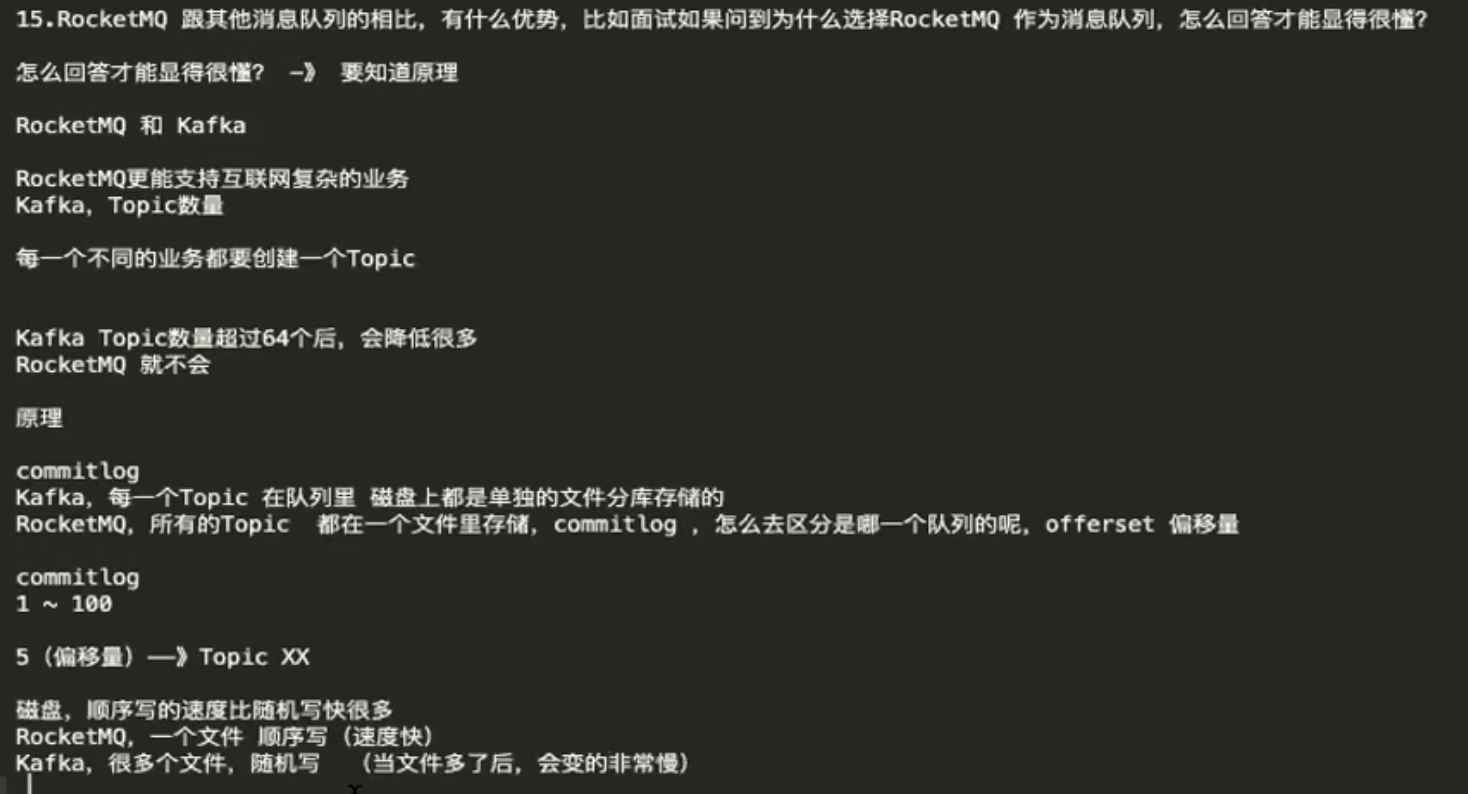 15.RocketMQ 跟其他消息队列的相比，有什么优势，比如面试如果问到为什么选择RocketMQ 作为消息队列，怎么回答才能显得很懂？
怎么回答才能显得很懂？ —》 要知道原理
RocketMQ 和 Kafka
RocketMQ更能支持互联网复杂的业务
Kafka，Topic数量
每一个不同的业务都要创建一个Topic
Kafka Topic数量超过64个后，会降低很多
RocketMQ 就不会
原理
commitlog
Kafka，每一个Topic 在队列里 磁盘上都是单独的文件分库存储的
RocketMQ，所有的Topic 都在一个文件里存储，commitlog ，怎么去区分是哪一个队列的呢，offerset 偏移量
commitlog
1 ~ 100
5（偏移量）——》Topic XX
磁盘，顺序写的速度比随机写快很多
RocketMQ，一个文件 顺序写（速度快）
Kafka，很多个文件，随机写 （当文件多了后，会变的非常慢）